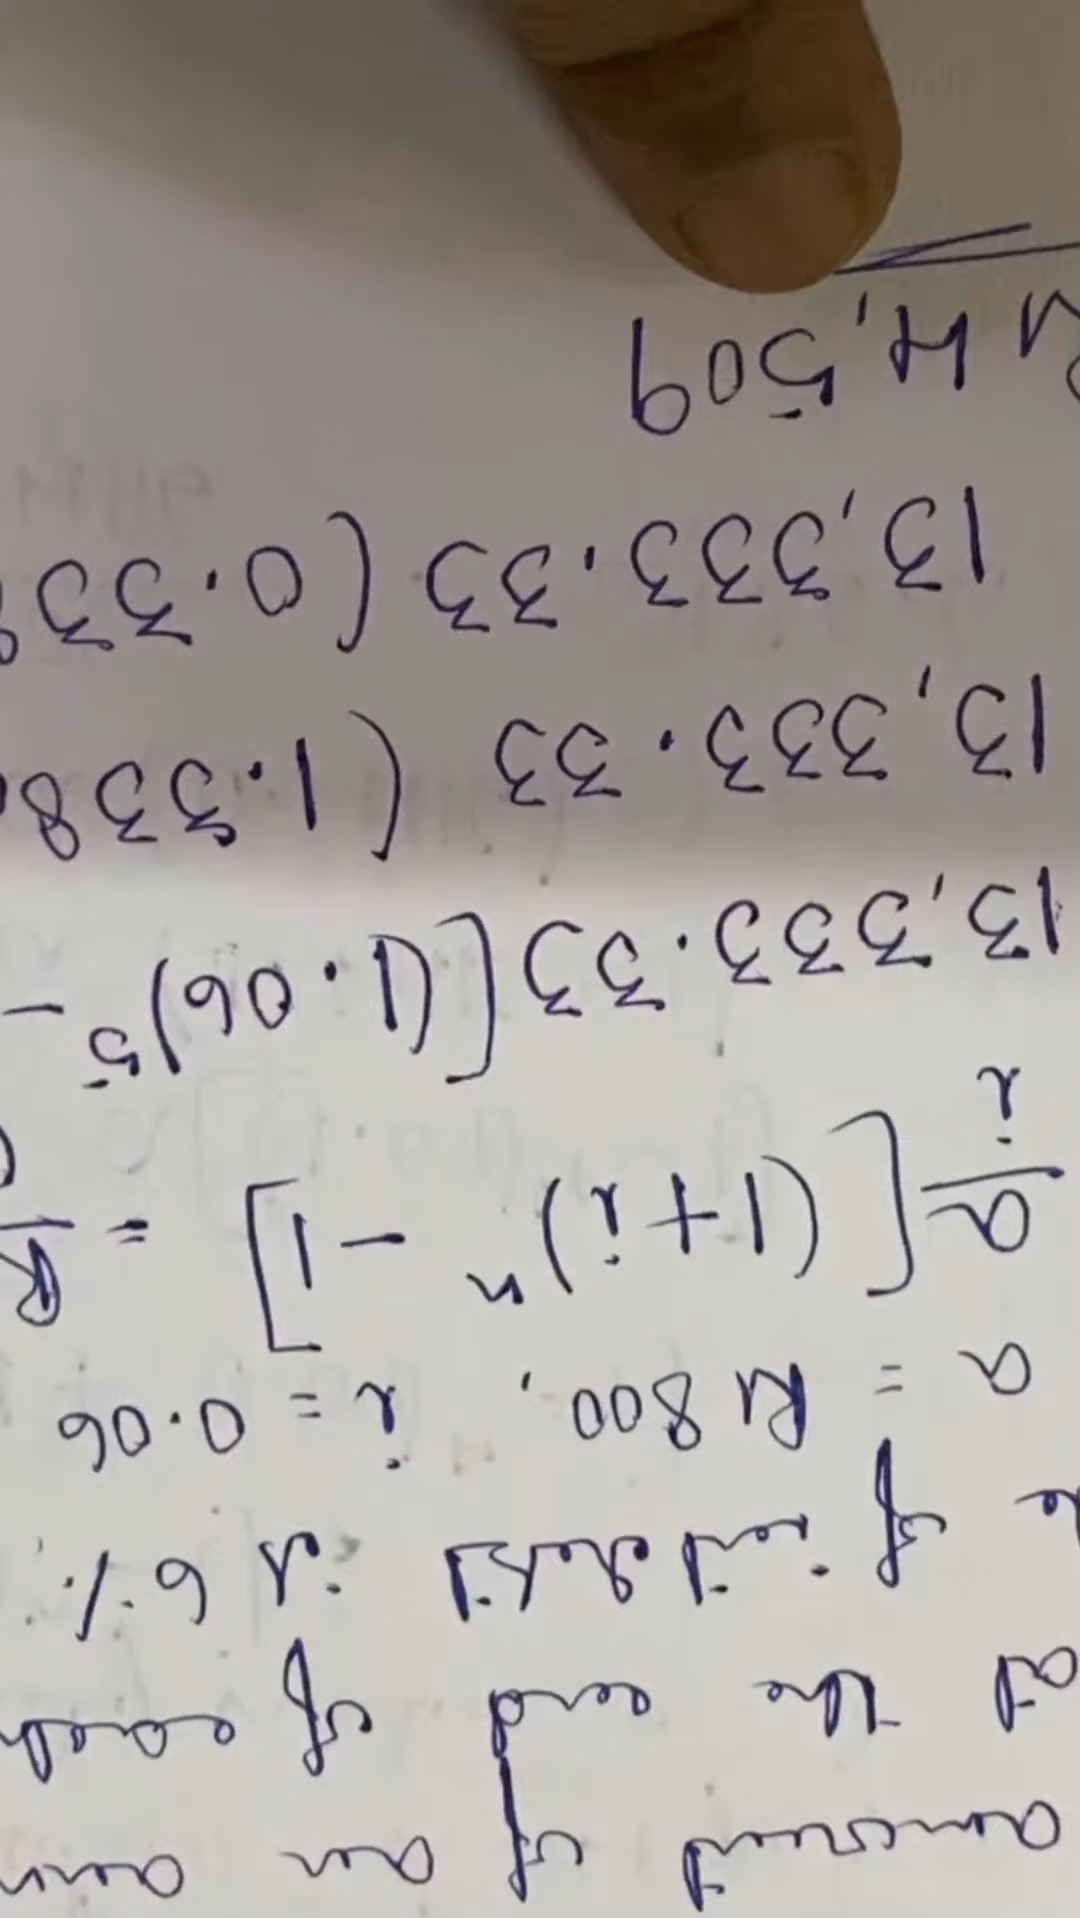 amount of an
at the end of each
of interest is 6%
a = Rs 800, i = 0.06
a/i [(1+i)^n - 1] = R
13,333.33 [(1.06)^5 -
13,333.33 (1.338
13,333.33 (0.33
Rs 4,509